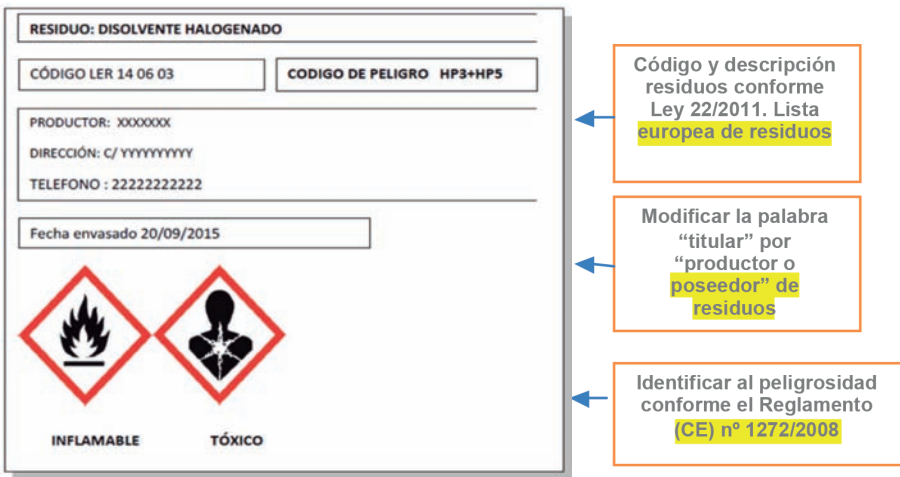 RESIDUO: DISOLVENTE HALOGENADO
CÓDIGO LER 14 06 03
CODIGO DE PELIGRO HP3+HP5
PRODUCTOR: XXXXXXX
DIRECCIÓN: C/ YYYYYYYYYY
TELEFONO : 22222222222
Fecha envasado 20/09/2015
INFLAMABLE
TÓXICO
Código y descripción
residuos conforme
Ley 22/2011. Lista
europea de residuos
Modificar la palabra
“titular” por
“productor o
poseedor” de
residuos
Identificar al peligrosidad
conforme el Reglamento
(CE) nº 1272/2008